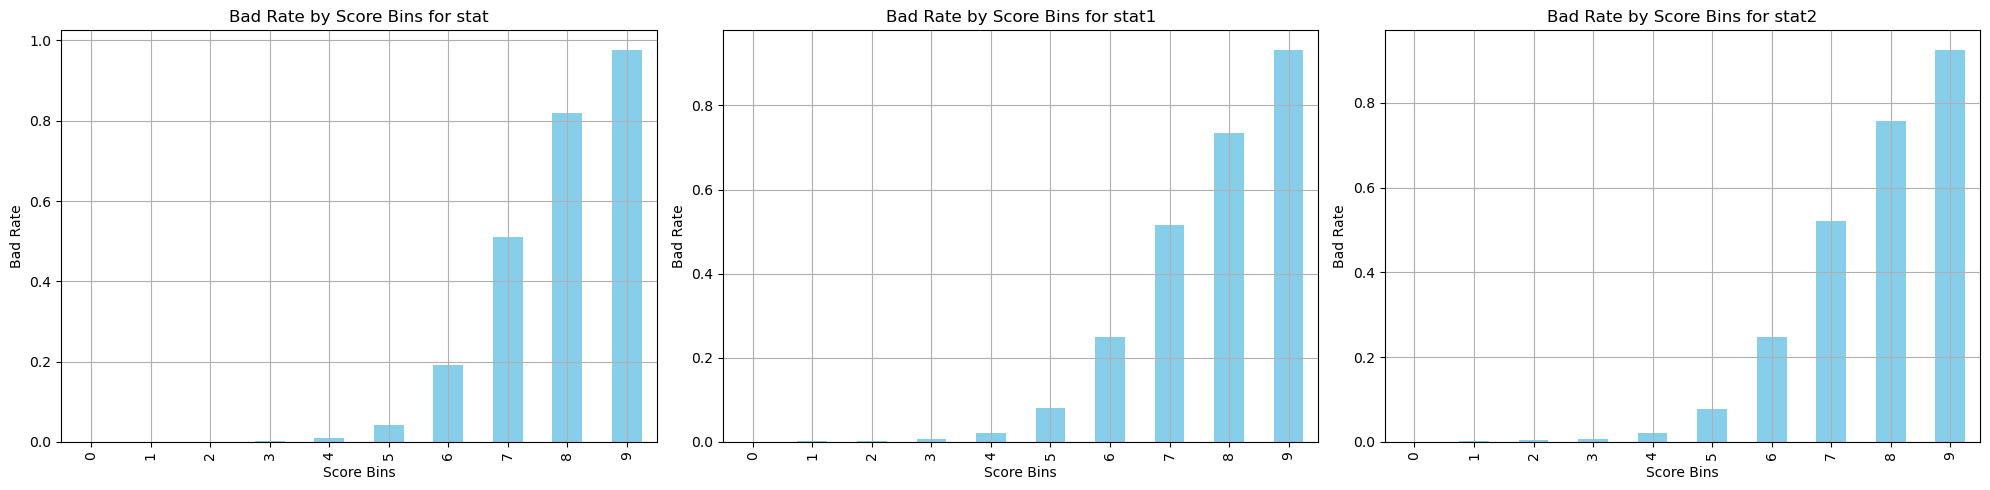 Bad Rate by Score Bins for stat
Bad Rate
1.0
0.8
0.6
0.4
0.2
0.0
0 1 2 3 4 5 6 7 8 9
Score Bins
Bad Rate by Score Bins for stat1
Bad Rate
0.8
0.6
0.4
0.2
0.0
0 1 2 3 4 5 6 7 8 9
Score Bins
Bad Rate by Score Bins for stat2
Bad Rate
0.8
0.6
0.4
0.2
0.0
0 1 2 3 4 5 6 7 8 9
Score Bins